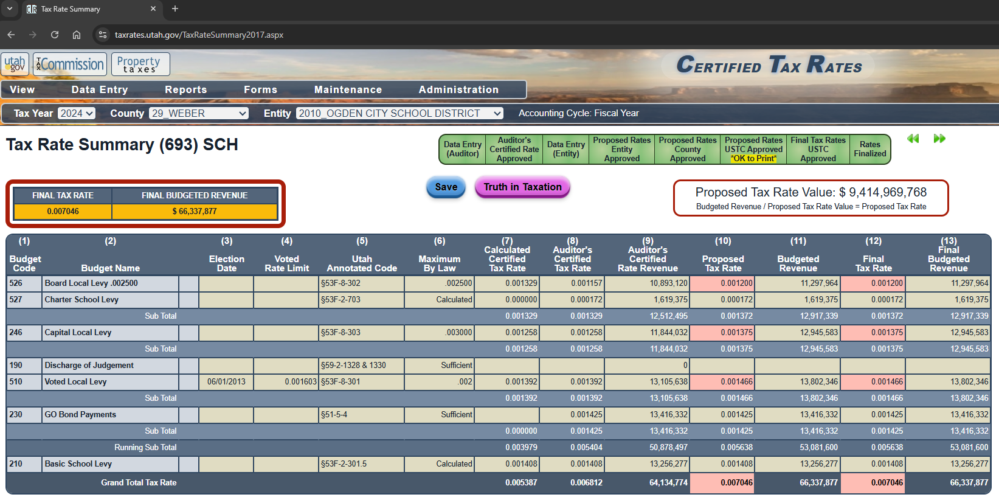 Tax Rate Summary
taxrates.utah.gov/TaxRateSummary2017.aspx
utah gov
TAX Commission
Property taxes
CERTIFIED TAX RATES
View Data Entry Reports Forms Maintenance Administration
Tax Year 2024 County 29_WEBER Entity 2010_OGDEN CITY SCHOOL DISTRICT Accounting Cycle: Fiscal Year
Tax Rate Summary (693) SCH
Data Entry (Auditor)
Auditor's Certified Rate Approved
Data Entry (Entity)
Proposed Rates Entity Approved
Proposed Rates County Approved
Proposed Rates USTC Approved *OK to Print*
Final Tax Rates USTC Approved
Rates Finalized
FINAL TAX RATE FINAL BUDGETED REVENUE
0.007046 $ 66,337,877
Save
Truth in Taxation
Proposed Tax Rate Value: $ 9,414,969,768
Budgeted Revenue / Proposed Tax Rate Value = Proposed Tax Rate
(1) Budget Code
(2) Budget Name
(3) Election Date
(4) Voted Rate Limit
(5) Utah Annotated Code
(6) Maximum By Law
(7) Calculated Certified Tax Rate
(8) Auditor's Certified Tax Rate
(9) Auditor's Certified Rate Revenue
(10) Proposed Tax Rate
(11) Budgeted Revenue
(12) Final Tax Rate
(13) Final Budgeted Revenue
526 Board Local Levy .002500 §53F-8-302 .002500 0.001329 0.001157 10,893,120 0.001200 11,297,964 0.001200 11,297,964
527 Charter School Levy §53F-2-703 Calculated 0.000000 0.000172 1,619,375 0.000172 1,619,375 0.000172 1,619,375
Sub Total 0.001329 0.001329 12,512,495 0.001372 12,917,339 0.001372 12,917,339
246 Capital Local Levy §53F-8-303 .003000 0.001258 0.001258 11,844,032 0.001375 12,945,583 0.001375 12,945,583
Sub Total 0.001258 0.001258 11,844,032 0.001375 12,945,583 0.001375 12,945,583
190 Discharge of Judgement §59-2-1328 & 1330 Sufficient 0
510 Voted Local Levy 06/01/2013 0.001603 §53F-8-301 .002 0.001392 0.001392 13,105,638 0.001466 13,802,346 0.001466 13,802,346
Sub Total 0.001392 0.001392 13,105,638 0.001466 13,802,346 0.001466 13,802,346
230 GO Bond Payments §51-5-4 Sufficient 0.001425 13,416,332 0.001425 13,416,332 0.001425 13,416,332
Sub Total 0.000000 0.001425 13,416,332 0.001425 13,416,332 0.001425 13,416,332
Running Sub Total 0.003979 0.005404 50,878,497 0.005638 53,081,600 0.005638 53,081,600
210 Basic School Levy §53F-2-301.5 Calculated 0.001408 0.001408 13,256,277 0.001408 13,256,277 0.001408 13,256,277
Grand Total Tax Rate 0.005387 0.006812 64,134,774 0.007046 66,337,877 0.007046 66,337,877